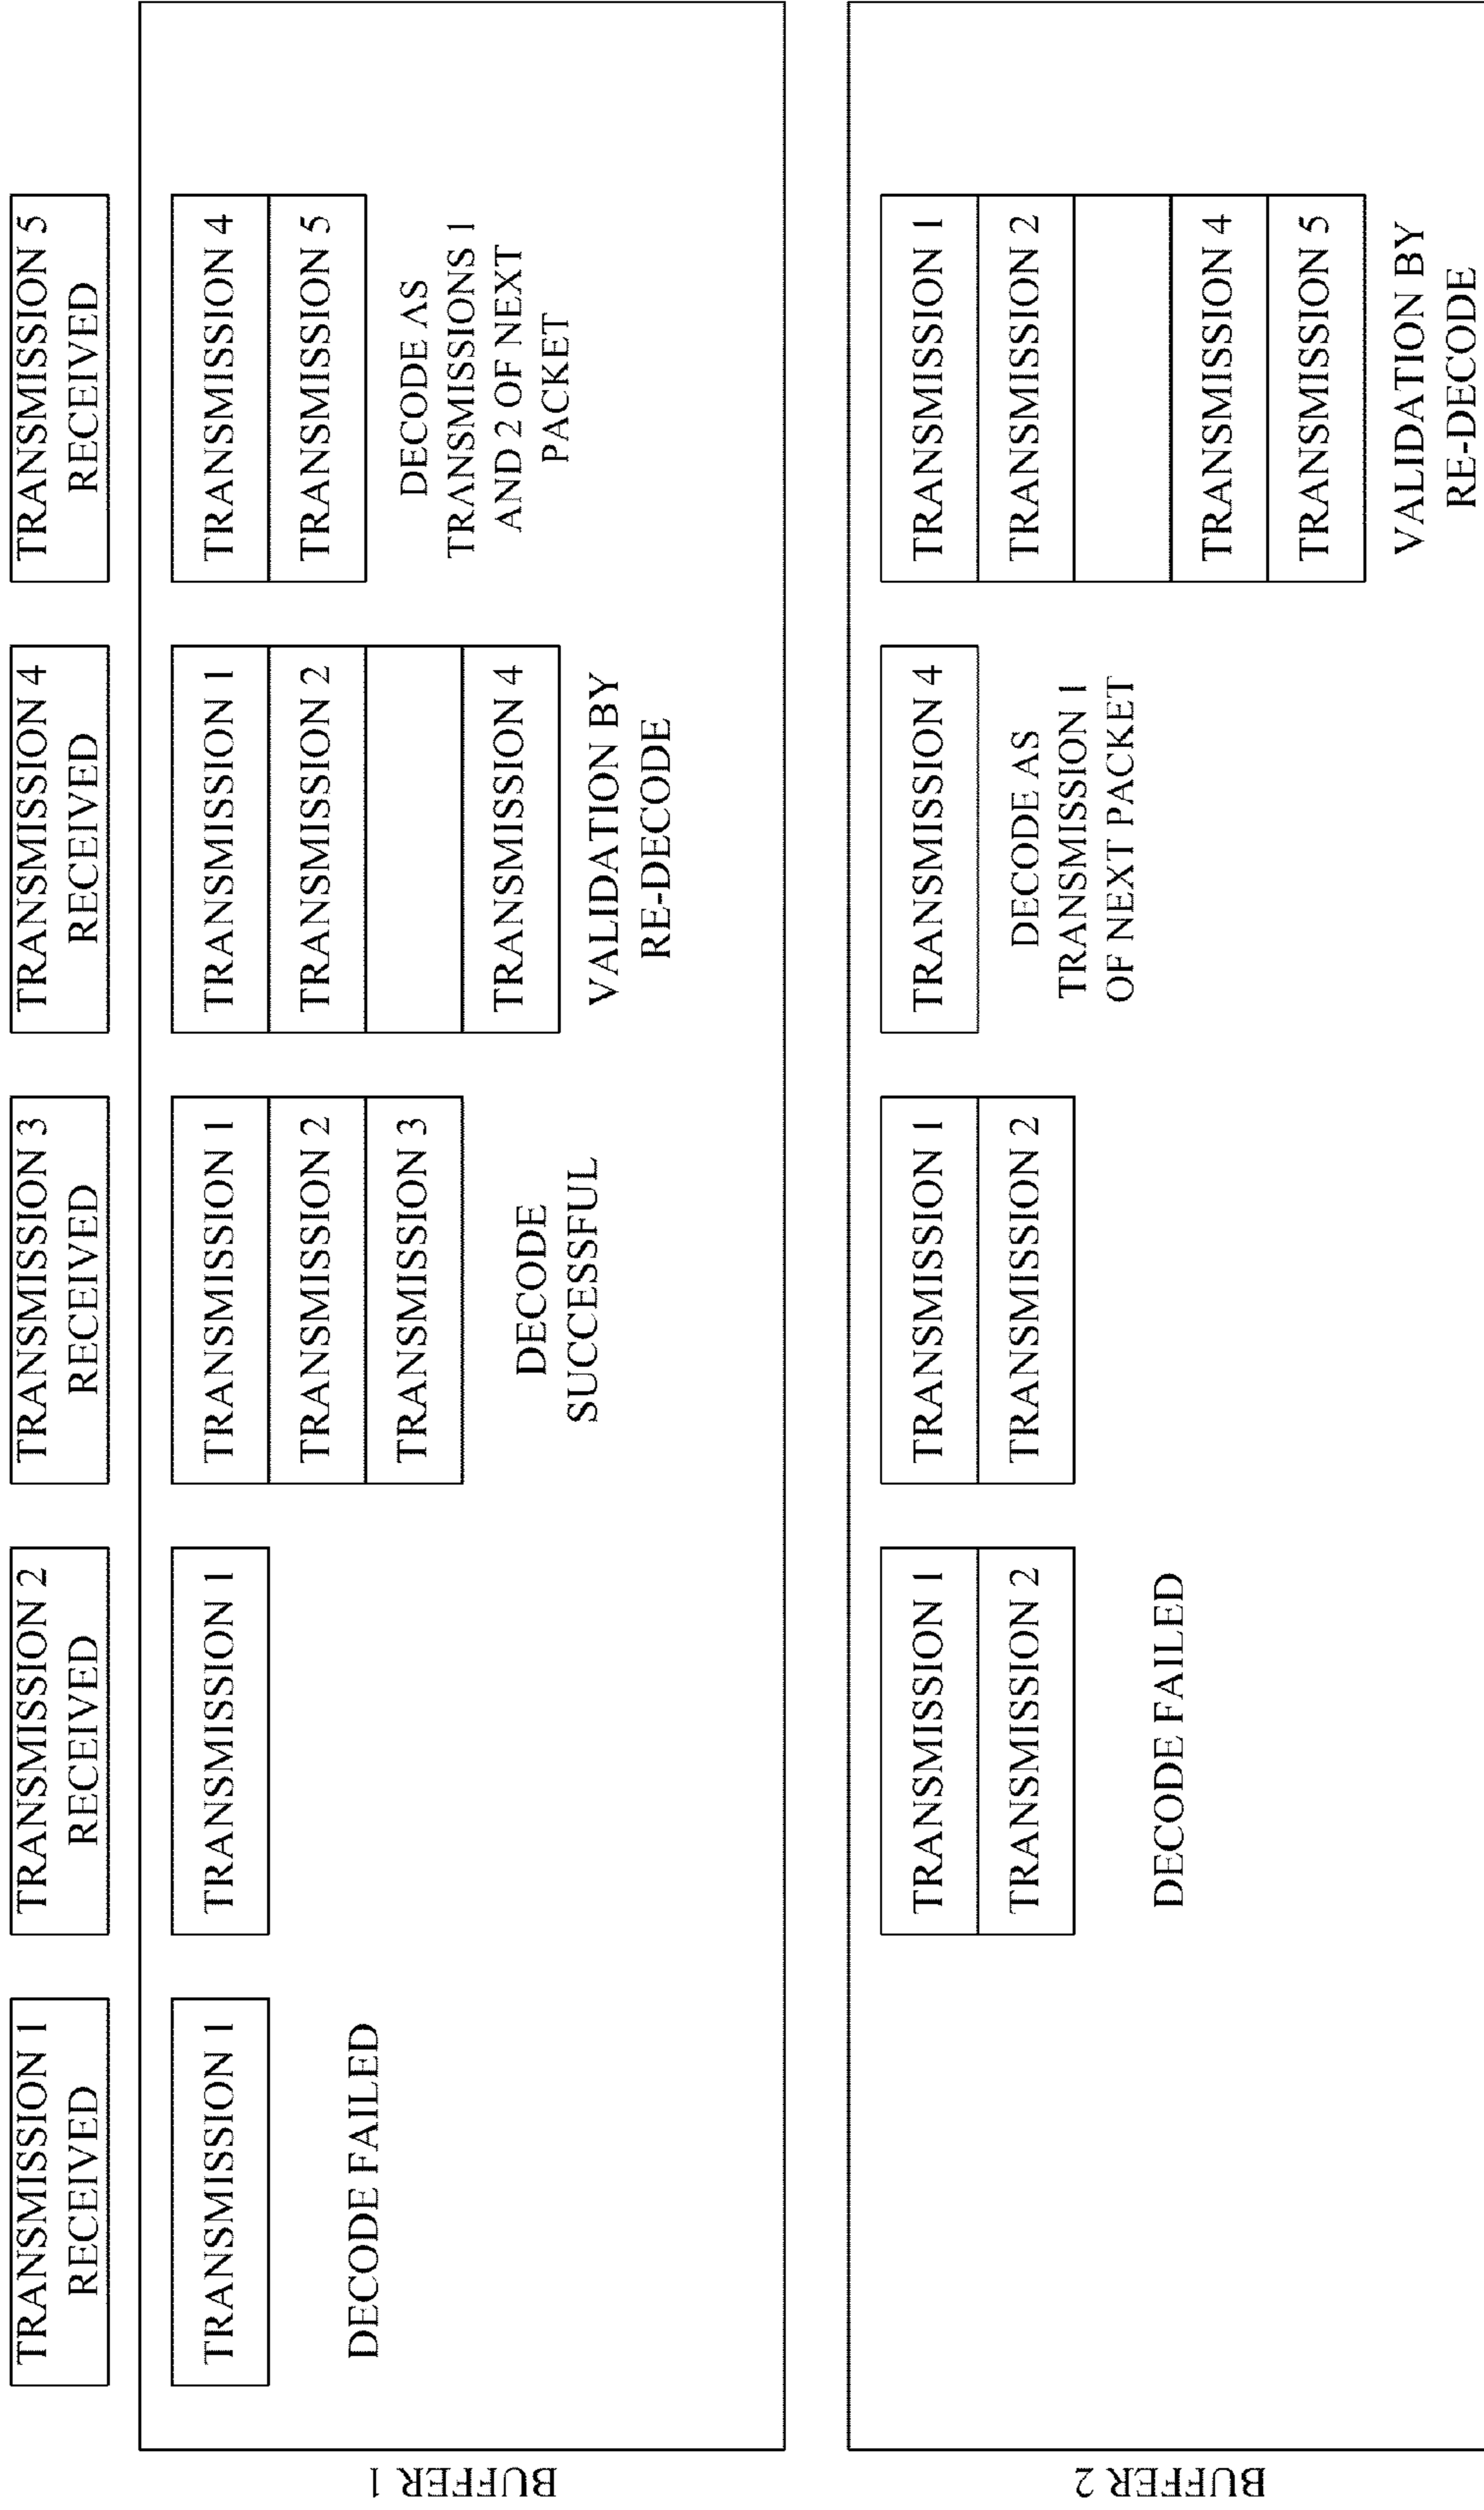 TRANSMISSION 1
RECEIVED
TRANSMISSION 2
RECEIVED
TRANSMISSION 3
RECEIVED
TRANSMISSION 4
RECEIVED
TRANSMISSION 5
RECEIVED
BUFFER 1
TRANSMISSION 1
DECODE FAILED
TRANSMISSION 1
TRANSMISSION 1
TRANSMISSION 2
TRANSMISSION 3
DECODE
SUCCESSFUL
TRANSMISSION 1
TRANSMISSION 2
TRANSMISSION 4
VALIDATION BY
RE-DECODE
TRANSMISSION 4
TRANSMISSION 5
DECODE AS
TRANSMISSIONS 1
AND 2 OF NEXT
PACKET
BUFFER 2
TRANSMISSION 1
TRANSMISSION 2
DECODE FAILED
TRANSMISSION 1
TRANSMISSION 2
TRANSMISSION 4
DECODE AS
TRANSMISSION 1
OF NEXT PACKET
TRANSMISSION 1
TRANSMISSION 2
TRANSMISSION 4
TRANSMISSION 5
VALIDATION BY
RE-DECODE